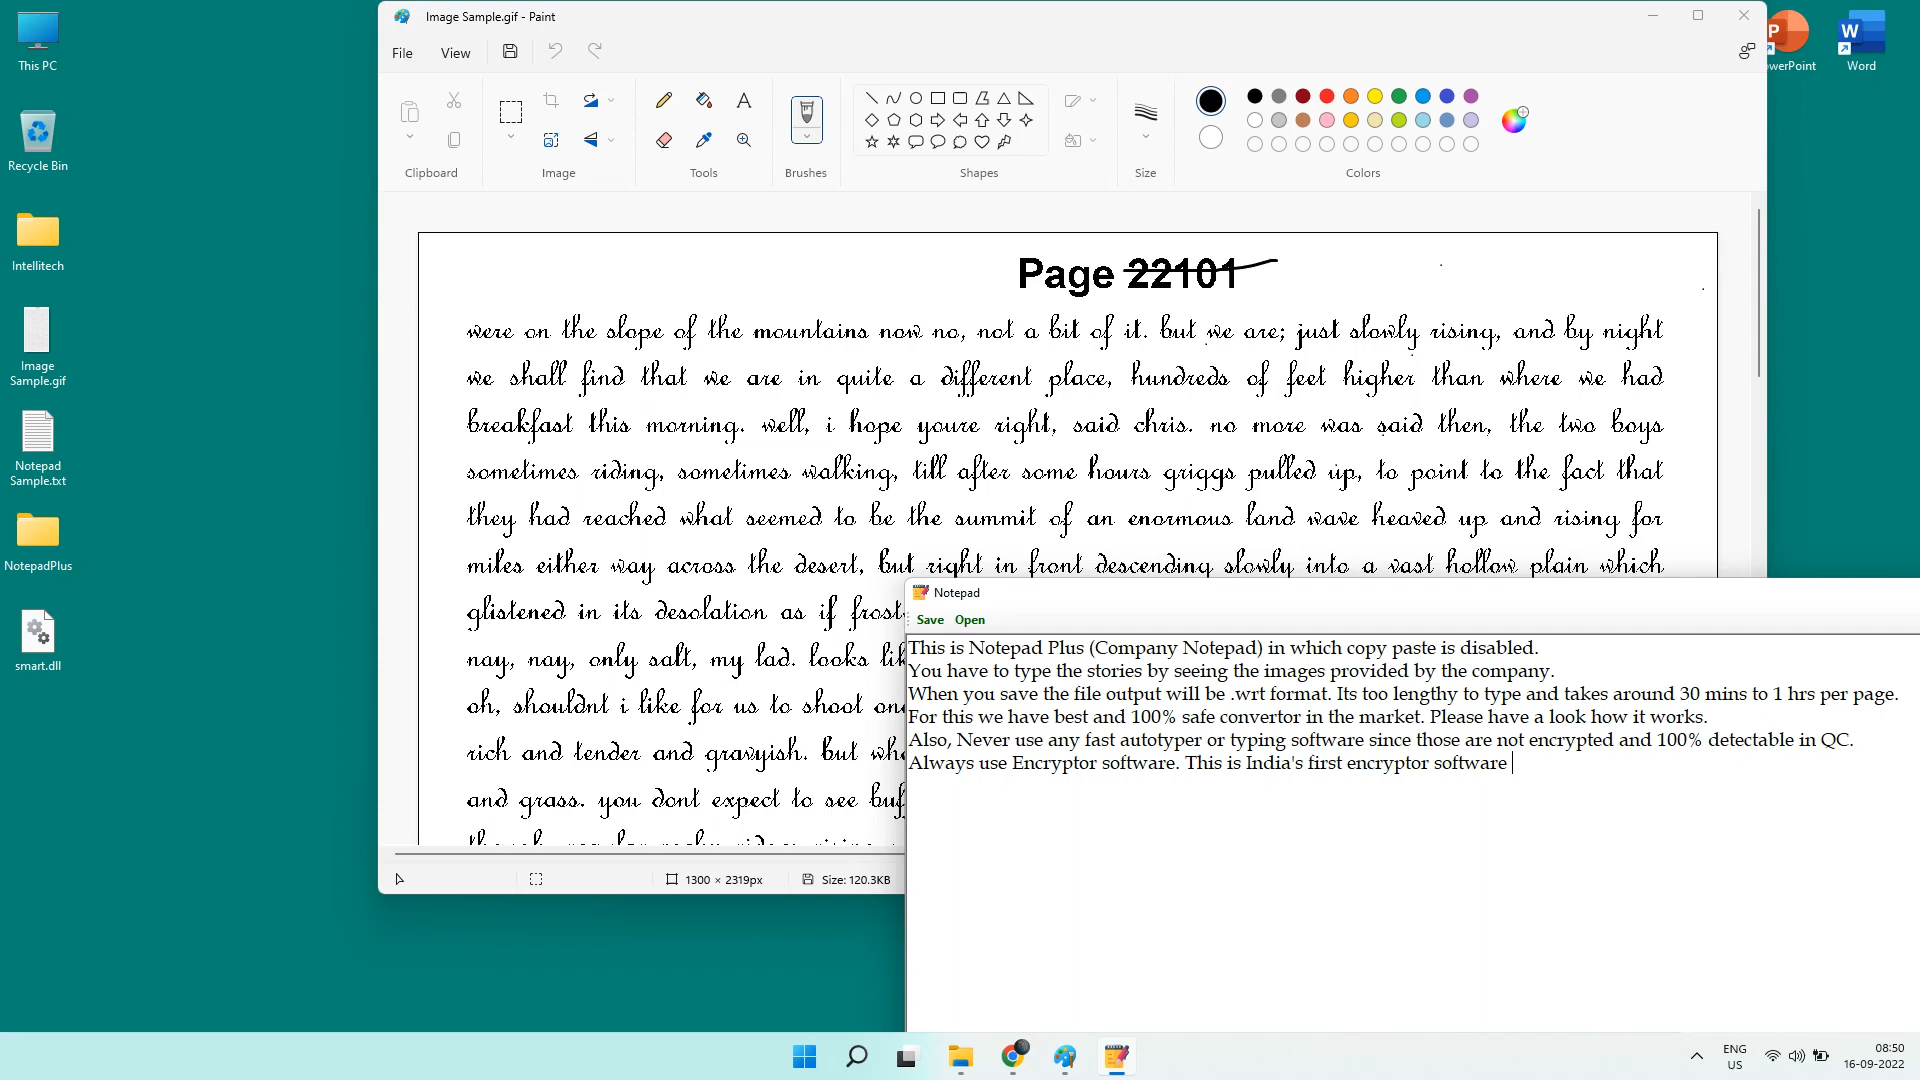 Image Sample.gif - Paint
File View
Clipboard Image Tools Brushes Shapes Size Colors
This PC
Recycle Bin
Intellitech
Image
Sample.gif
Notepad
Sample.txt
NotepadPlus
smart.dll
owerPoint
Word
Page 22101
were on the slope of the mountains now no, not a bit of it. but we are; just slowly rising, and by night
we shall find that we are in quite a different place, hundreds of feet higher than where we had
breakfast this morning. well, i hope youre right, said chris. no more was said then, the two boys
sometimes riding, sometimes walking, till after some hours griggs pulled up, to point to the fact that
they had reached what seemed to be the summit of an enormous land wave heaved up and rising for
miles either way across the desert, but right in front descending slowly into a vast hollow plain which
glistened in its desolation as if frost
nay, nay, only salt, my lad. looks lik
oh, shouldnt i like for us to shoot one
rich and tender and gravyish. but wh
and grass. you dont expect to see buf
1300 × 2319px Size: 120.3KB
Notepad
Save Open
This is Notepad Plus (Company Notepad) in which copy paste is disabled.
You have to type the stories by seeing the images provided by the company.
When you save the file output will be .wrt format. Its too lengthy to type and takes around 30 mins to 1 hrs per page.
For this we have best and 100% safe convertor in the market. Please have a look how it works.
Also, Never use any fast autotyper or typing software since those are not encrypted and 100% detectable in QC.
Always use Encryptor software. This is India's first encryptor software
ENG
US
08:50
16-09-2022